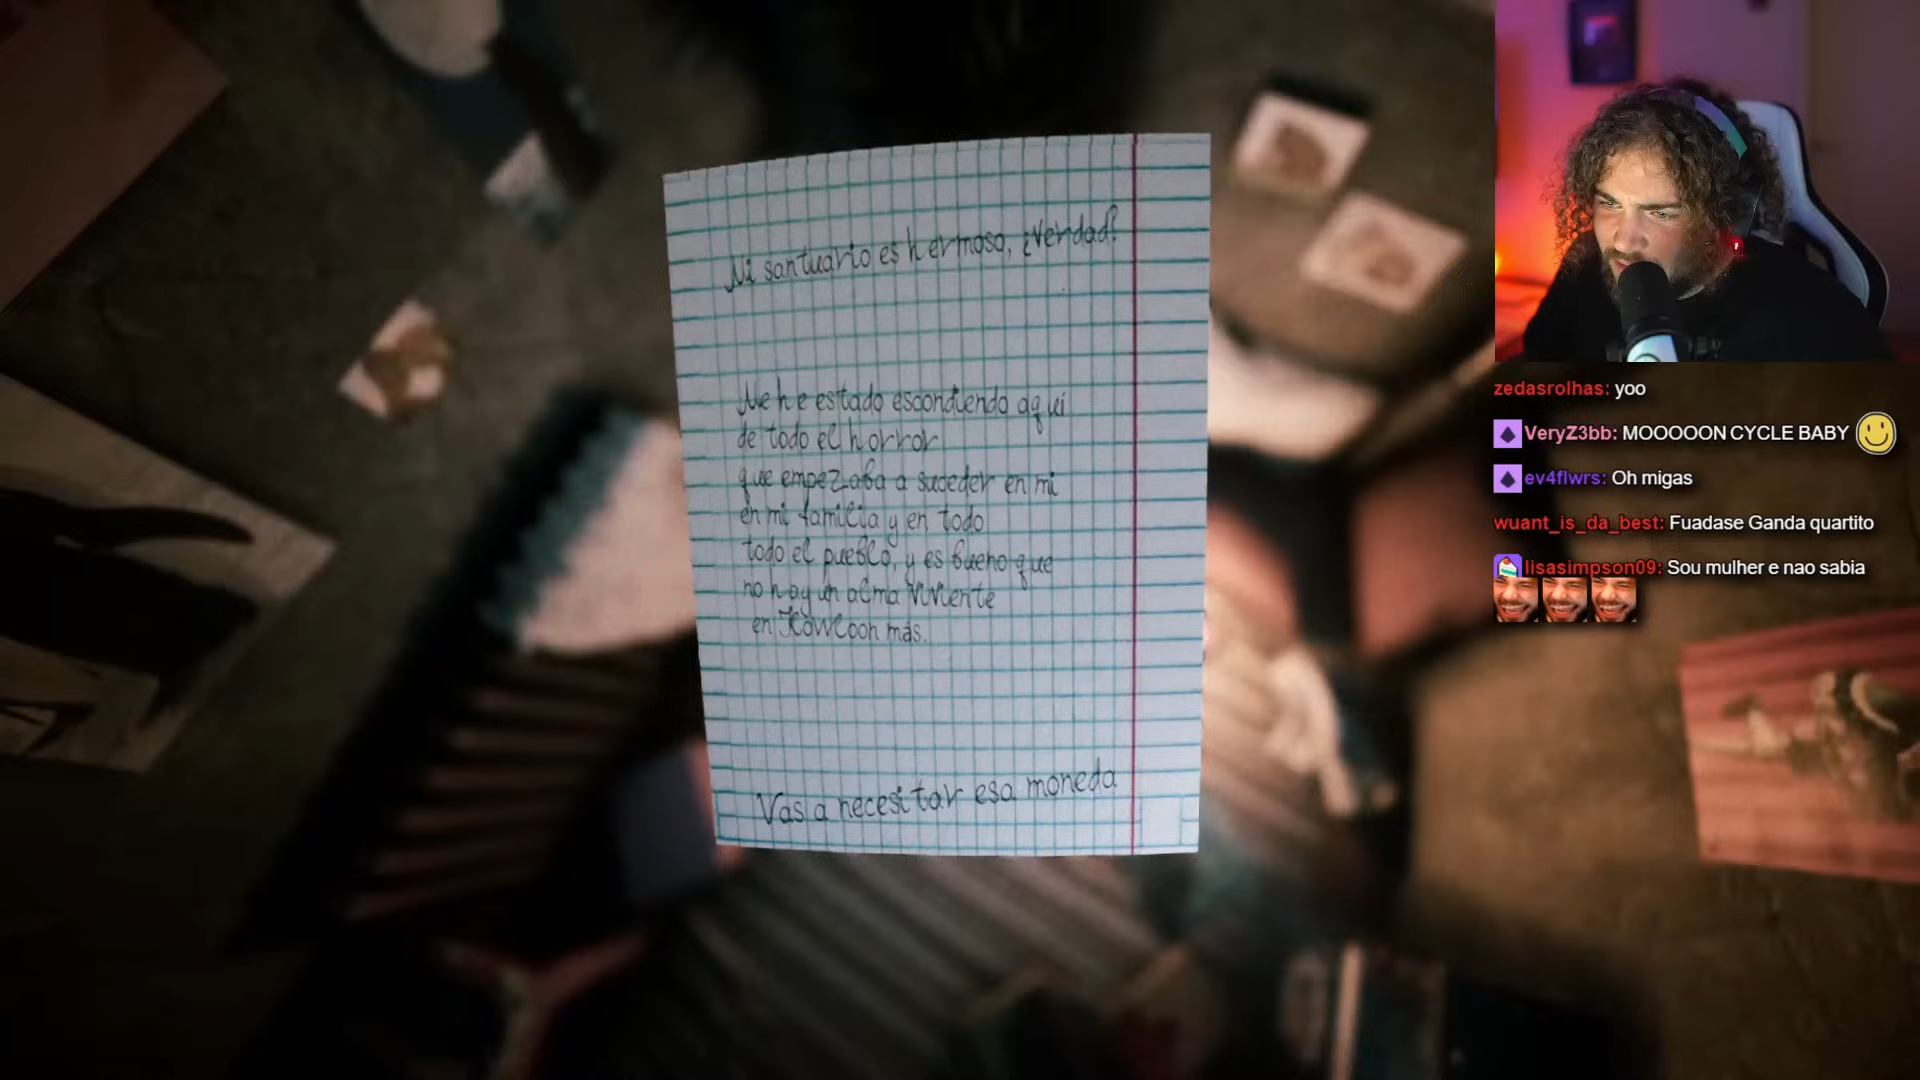 Mi santuario es hermoso, ¿Verdad?
Me he estado escondiendo aquí
de todo el horror
que empezaba a suceder en mi
en mi familia y en todo
todo el pueblo, y es bueno que
no hay un alma viviente
en Kowloon más.
Vas a necesitar esa moneda
zedasrolhas: yoo
VeryZ3bb: MOOOOON CYCLE BABY
ev4flwrs: Oh migas
wuant_is_da_best: Fuadase Ganda quartito
lisasimpson09: Sou mulher e nao sabia